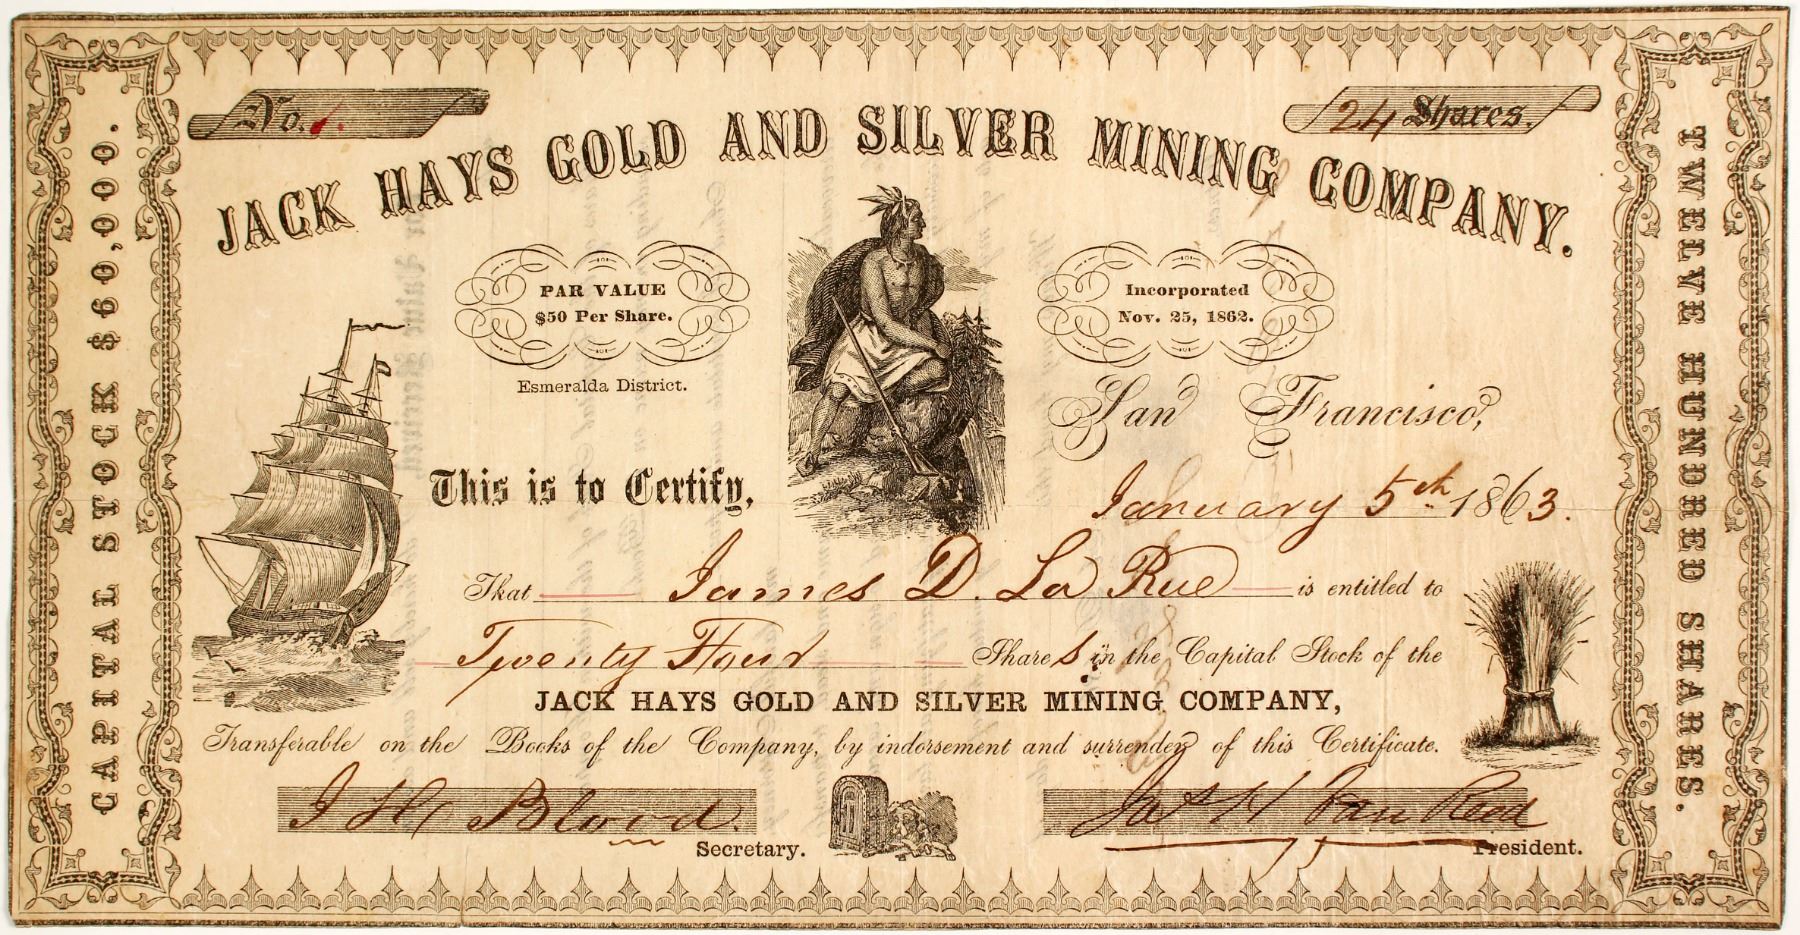 No. 1.
24 Shares.
JACK HAYS GOLD AND SILVER MINING COMPANY.
CAPITAL STOCK $60,000.
TWELVE HUNDRED SHARES.
PAR VALUE
$50 Per Share.
Incorporated
Nov. 25, 1862.
Esmeralda District.
San Francisco,
This is to Certify,
January 5th 1863.
That James D. La Rue is entitled to
Twenty Four Shares in the Capital Stock of the
JACK HAYS GOLD AND SILVER MINING COMPANY,
Transferable on the Books of the Company, by indorsement and surrender of this Certificate.
J H Blood.
Secretary.
Jas H Van Reed
President.